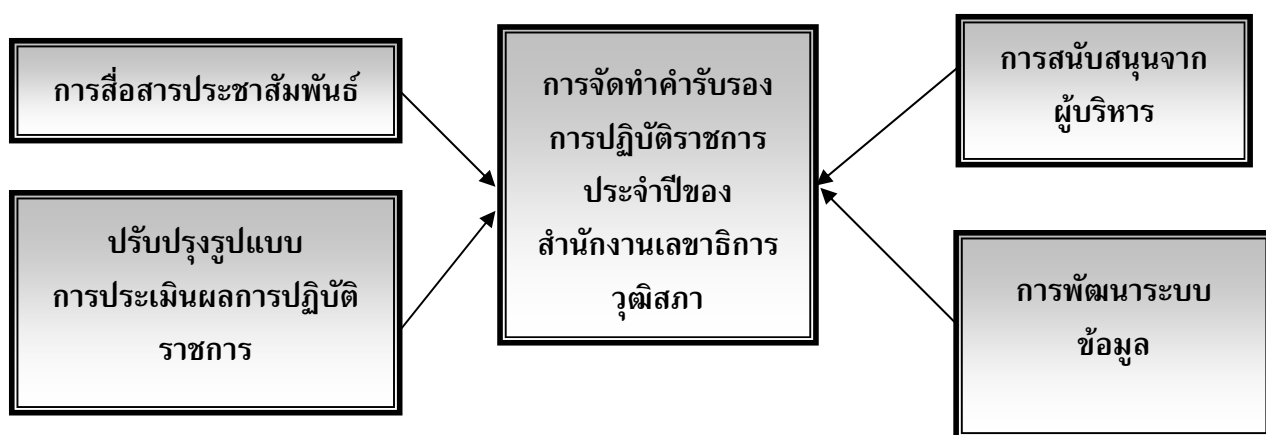 การสื่อสารประชาสัมพันธ์
ปรับปรุงรูปแบบ
การประเมินผลการปฏิบัติ
ราชการ
การจัดทำคำรับรอง
การปฏิบัติราชการ
ประจำปีของ
สำนักงานเลขาธิการ
วุฒิสภา
การสนับสนุนจาก
ผู้บริหาร
การพัฒนาระบบ
ข้อมูล